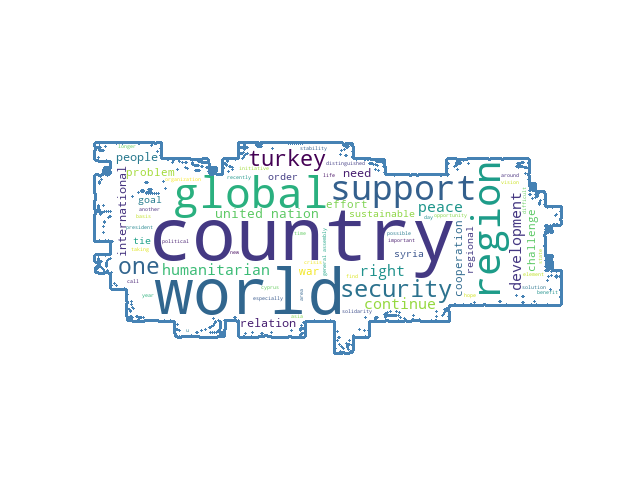 longer
stability
people
turkey
distinguished
around
problem
initiative
need
life
order
recently
global
support
region
international
goal
effort
peace
another
united nation
sustainable
day
opportunity
development
challenge
president
country
time
possible
important
cooperation
regional
tie
political
new
general assembly
syria
one
humanitarian
war
right
call
world
security
solution
year
especially
cyprus
area
continue
benefit
solidarity
relation